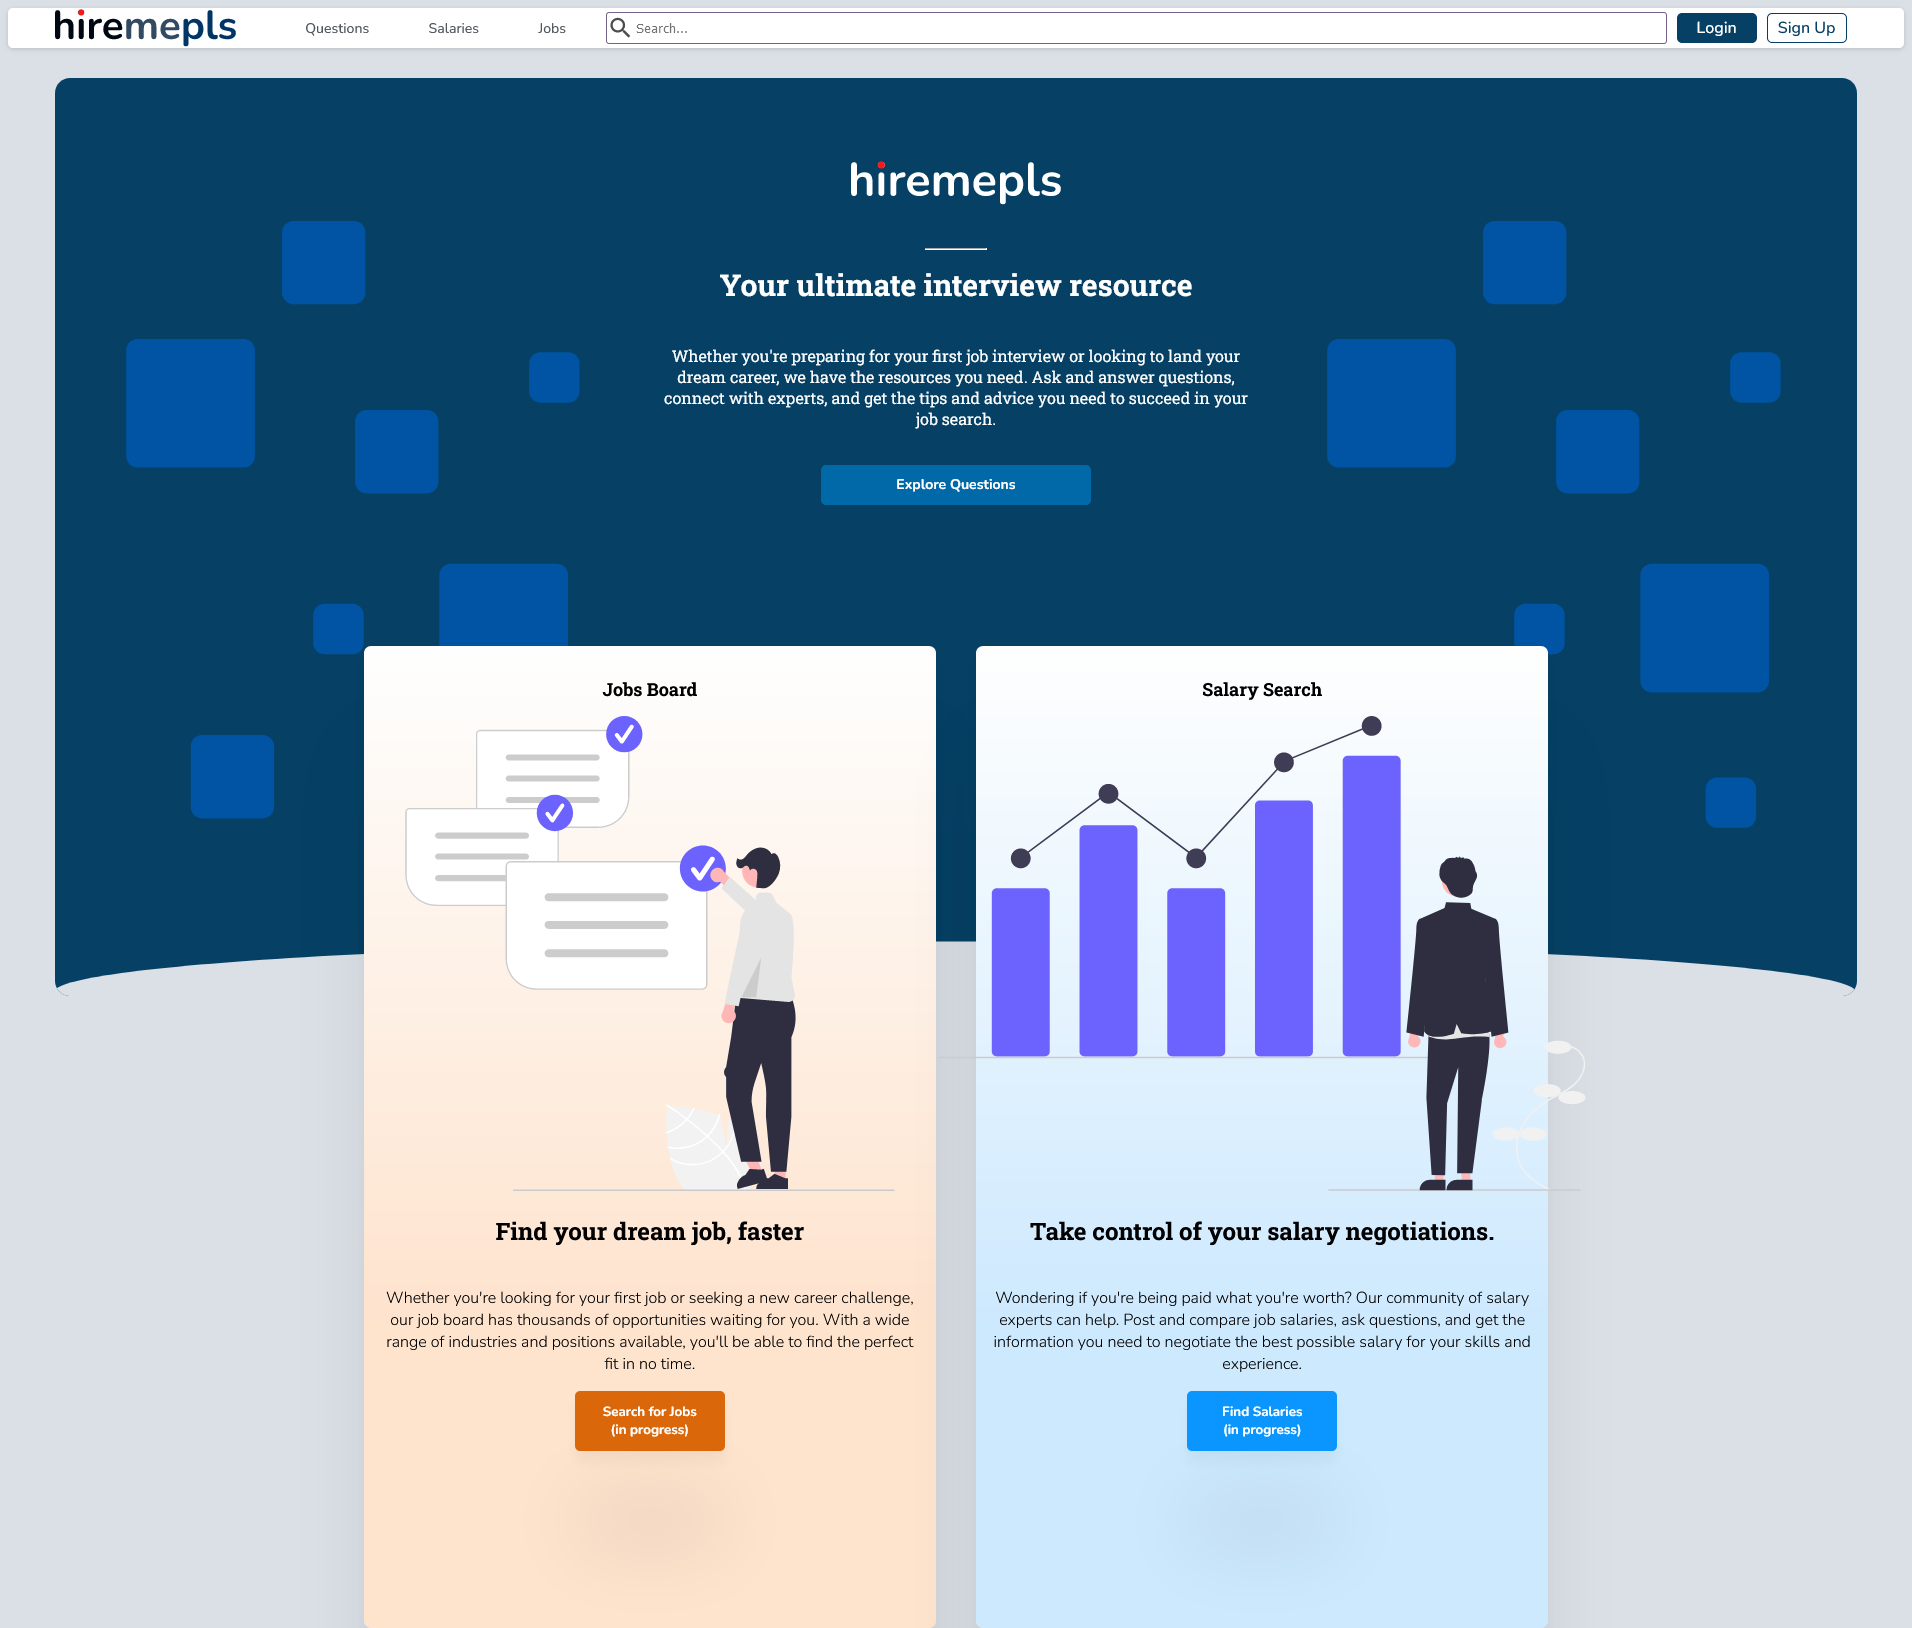 hiremepls
Questions
Salaries
Jobs
Search...
Login
Sign Up
hiremepls
Your ultimate interview resource
Whether you're preparing for your first job interview or looking to land your
dream career, we have the resources you need. Ask and answer questions,
connect with experts, and get the tips and advice you need to succeed in your
job search.
Explore Questions
Jobs Board
Find your dream job, faster
Whether you're looking for your first job or seeking a new career challenge,
our job board has thousands of opportunities waiting for you. With a wide
range of industries and positions available, you'll be able to find the perfect
fit in no time.
Search for Jobs
(in progress)
Salary Search
Take control of your salary negotiations.
Wondering if you're being paid what you're worth? Our community of salary
experts can help. Post and compare job salaries, ask questions, and get the
information you need to negotiate the best possible salary for your skills and
experience.
Find Salaries
(in progress)